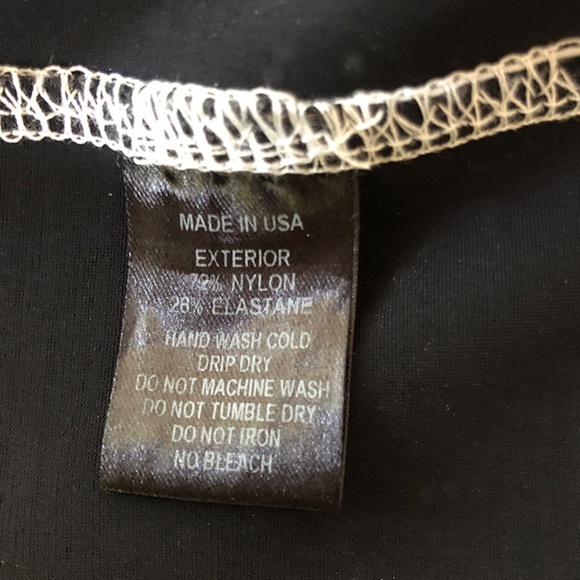 MADE IN USA
EXTERIOR
72% NYLON
28% ELASTANE
HAND WASH COLD
DRIP DRY
DO NOT MACHINE WASH
DO NOT TUMBLE DRY
DO NOT IRON
NO BLEACH